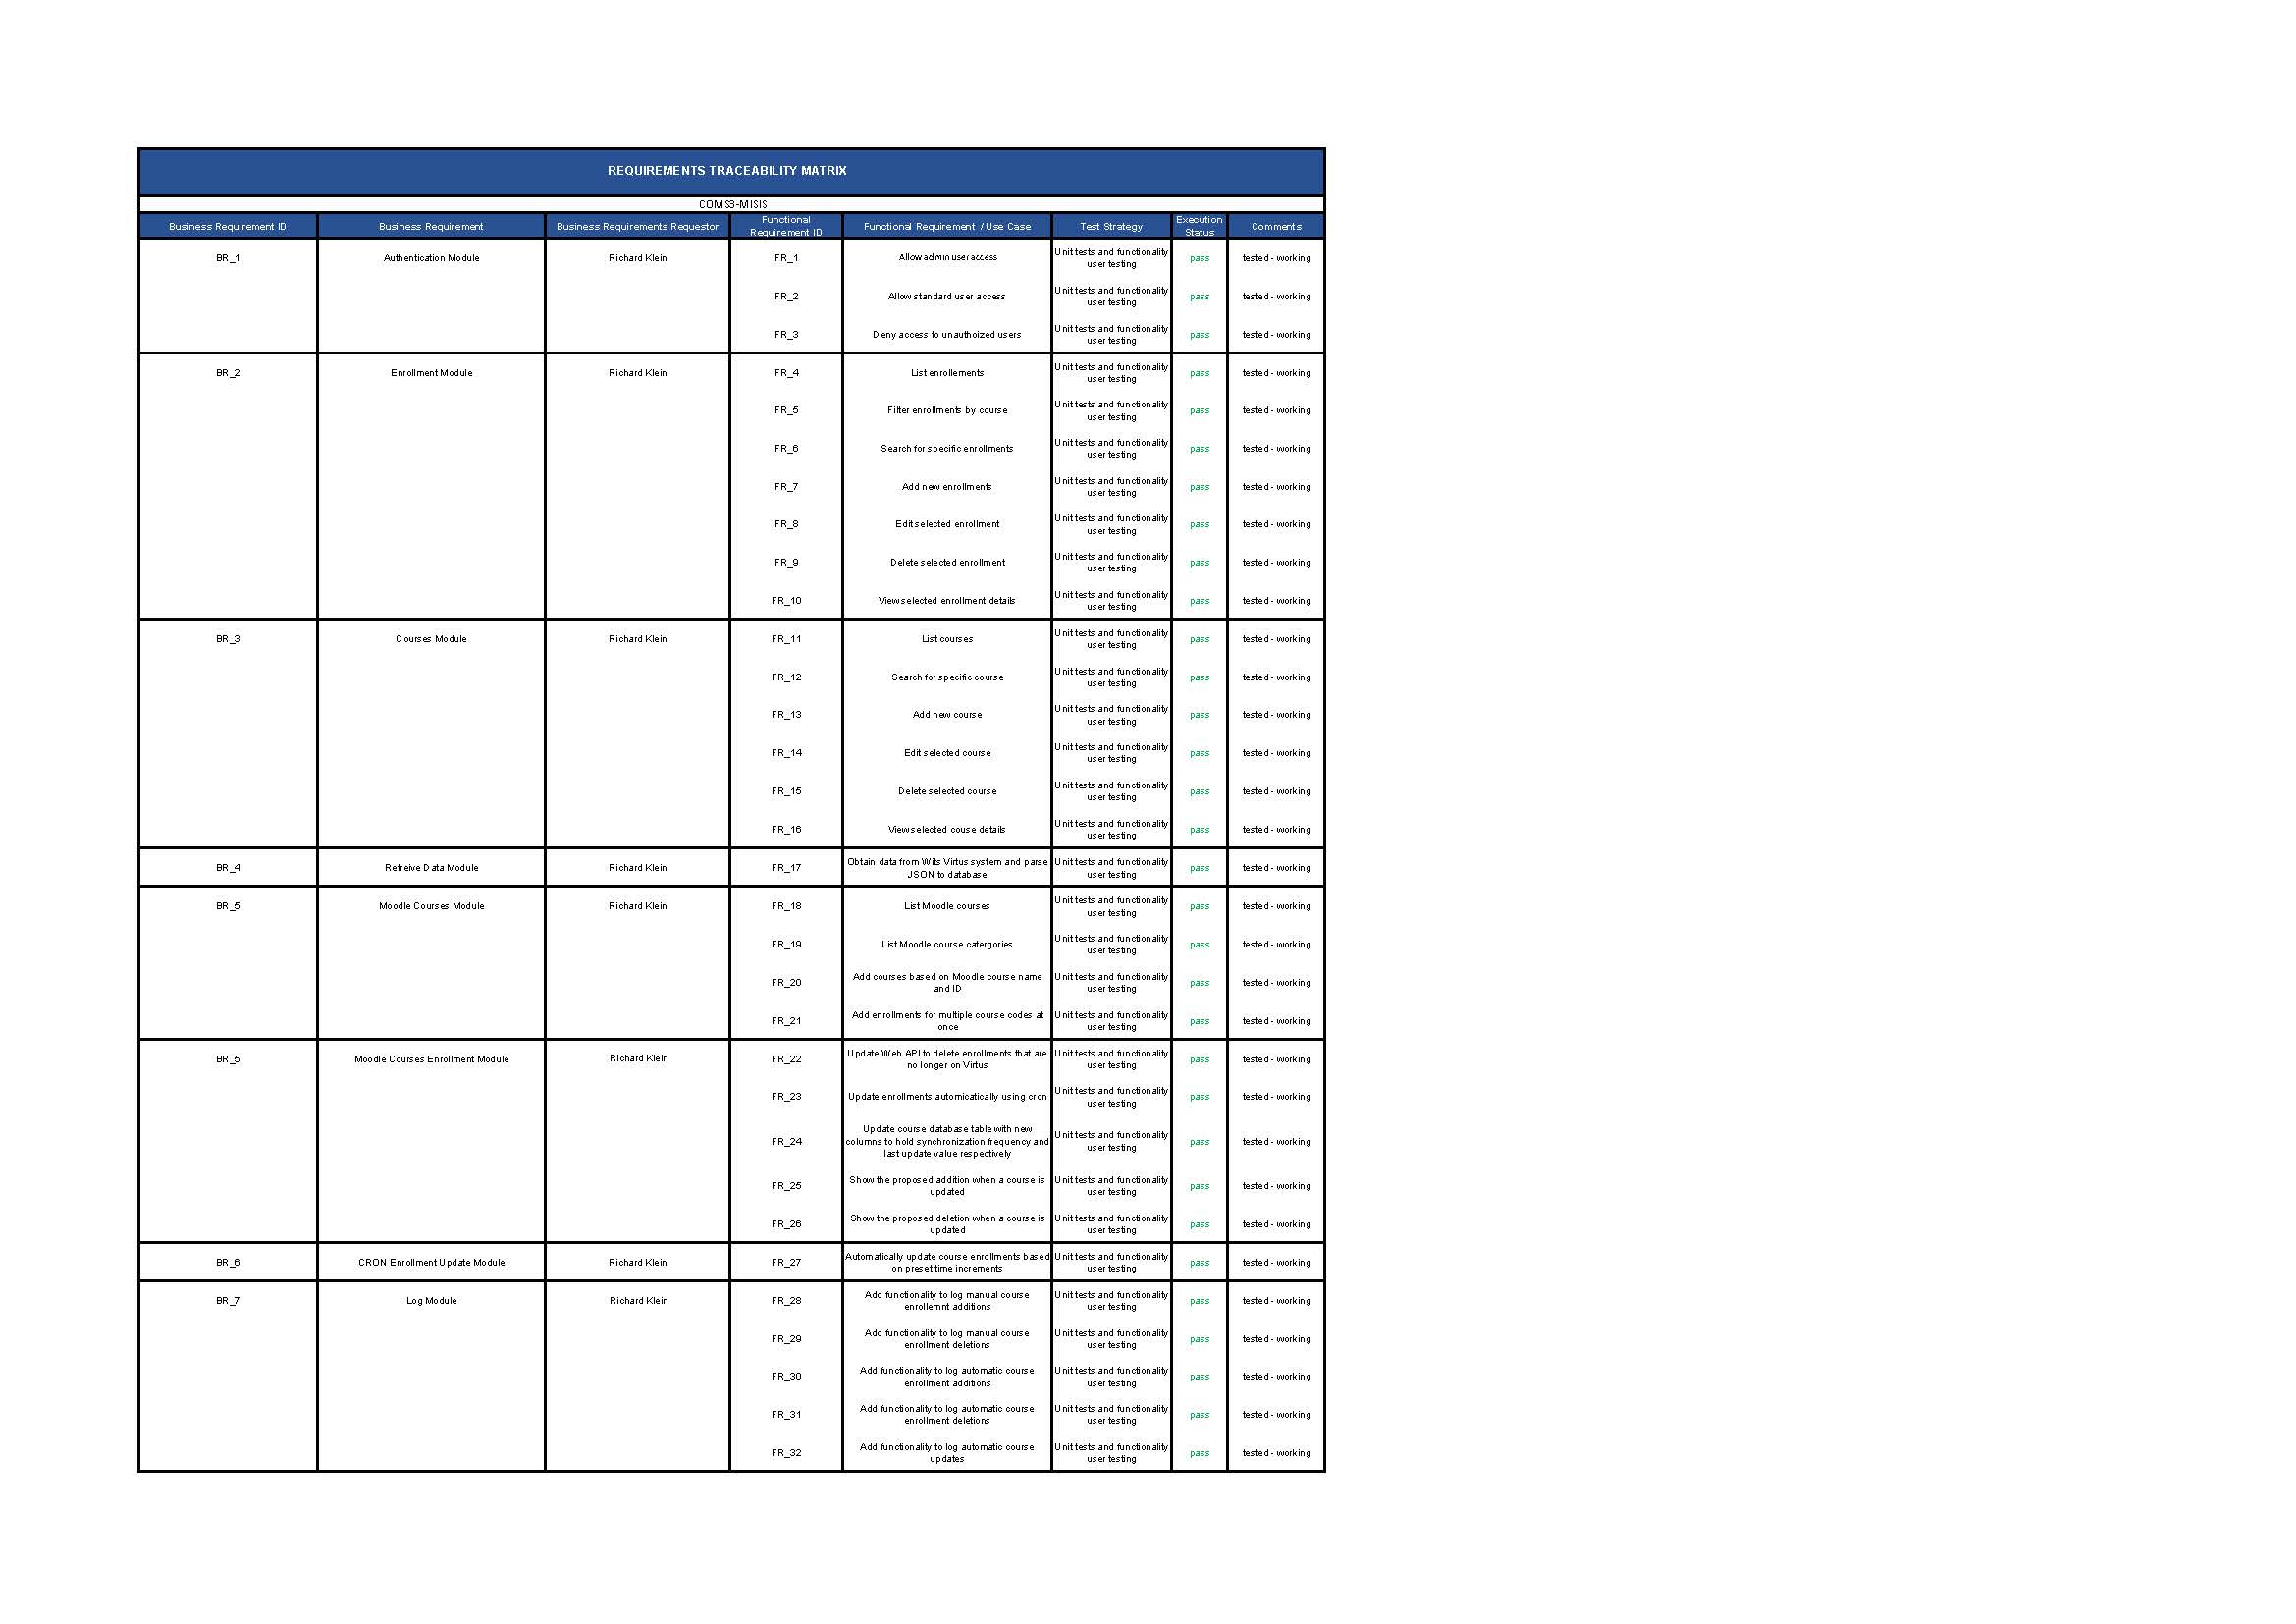 REQUIREMENTS TRACEABILITY MATRIX
COMS3-MISIS
Business Requirement ID Business Requirement Business Requirements Requestor Functional Requirement ID Functional Requirement / Use Case Test Strategy Execution Status Comments
BR_1 Authentication Module Richard Klein FR_1 Allow admin user access Unit tests and functionality user testing pass tested - working
FR_2 Allow standard user access Unit tests and functionality user testing pass tested - working
FR_3 Deny access to unauthoized users Unit tests and functionality user testing pass tested - working
BR_2 Enrollment Module Richard Klein FR_4 List enrollements Unit tests and functionality user testing pass tested - working
FR_5 Filter enrollments by course Unit tests and functionality user testing pass tested - working
FR_6 Search for specific enrollments Unit tests and functionality user testing pass tested - working
FR_7 Add new enrollments Unit tests and functionality user testing pass tested - working
FR_8 Edit selected enrollment Unit tests and functionality user testing pass tested - working
FR_9 Delete selected enrollment Unit tests and functionality user testing pass tested - working
FR_10 View selected enrollment details Unit tests and functionality user testing pass tested - working
BR_3 Courses Module Richard Klein FR_11 List courses Unit tests and functionality user testing pass tested - working
FR_12 Search for specific course Unit tests and functionality user testing pass tested - working
FR_13 Add new course Unit tests and functionality user testing pass tested - working
FR_14 Edit selected course Unit tests and functionality user testing pass tested - working
FR_15 Delete selected course Unit tests and functionality user testing pass tested - working
FR_16 View selected couse details Unit tests and functionality user testing pass tested - working
BR_4 Retreive Data Module Richard Klein FR_17 Obtain data from Wits Virtus system and parse JSON to database Unit tests and functionality user testing pass tested - working
BR_5 Moodle Courses Module Richard Klein FR_18 List Moodle courses Unit tests and functionality user testing pass tested - working
FR_19 List Moodle course catergories Unit tests and functionality user testing pass tested - working
FR_20 Add courses based on Moodle course name and ID Unit tests and functionality user testing pass tested - working
FR_21 Add enrollments for multiple course codes at once Unit tests and functionality user testing pass tested - working
BR_5 Moodle Courses Enrollment Module Richard Klein FR_22 Update Web API to delete enrollments that are no longer on Virtus Unit tests and functionality user testing pass tested - working
FR_23 Update enrollments automicatically using cron Unit tests and functionality user testing pass tested - working
FR_24 Update course database table with new columns to hold synchronization frequency and last update value respectively Unit tests and functionality user testing pass tested - working
FR_25 Show the proposed addition when a course is updated Unit tests and functionality user testing pass tested - working
FR_26 Show the proposed deletion when a course is updated Unit tests and functionality user testing pass tested - working
BR_6 CRON Enrollment Update Module Richard Klein FR_27 Automatically update course enrollments based on preset time increments Unit tests and functionality user testing pass tested - working
BR_7 Log Module Richard Klein FR_28 Add functionality to log manual course enrollemnt additions Unit tests and functionality user testing pass tested - working
FR_29 Add functionality to log manual course enrollment deletions Unit tests and functionality user testing pass tested - working
FR_30 Add functionality to log automatic course enrollment additions Unit tests and functionality user testing pass tested - working
FR_31 Add functionality to log automatic course enrollment deletions Unit tests and functionality user testing pass tested - working
FR_32 Add functionality to log automatic course updates Unit tests and functionality user testing pass tested - working